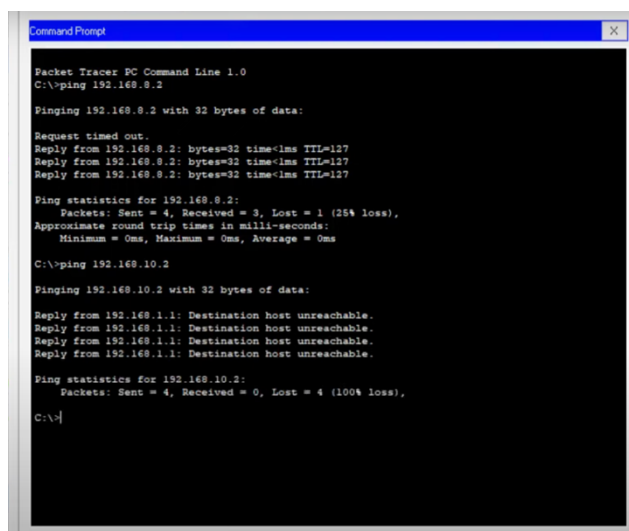 Command Prompt
X
Packet Tracer PC Command Line 1.0
C:\>ping 192.168.8.2
Pinging 192.168.8.2 with 32 bytes of data:
Request timed out.
Reply from 192.168.8.2: bytes=32 time<1ms TTL=127
Reply from 192.168.8.2: bytes=32 time<1ms TTL=127
Reply from 192.168.8.2: bytes=32 time<1ms TTL=127
Ping statistics for 192.168.8.2:
Packets: Sent = 4, Received = 3, Lost = 1 (25% loss),
Approximate round trip times in milli-seconds:
Minimum = 0ms, Maximum = 0ms, Average = 0ms
C:\>ping 192.168.10.2
Pinging 192.168.10.2 with 32 bytes of data:
Reply from 192.168.1.1: Destination host unreachable.
Reply from 192.168.1.1: Destination host unreachable.
Reply from 192.168.1.1: Destination host unreachable.
Reply from 192.168.1.1: Destination host unreachable.
Ping statistics for 192.168.10.2:
Packets: Sent = 4, Received = 0, Lost = 4 (100% loss),
C:\>